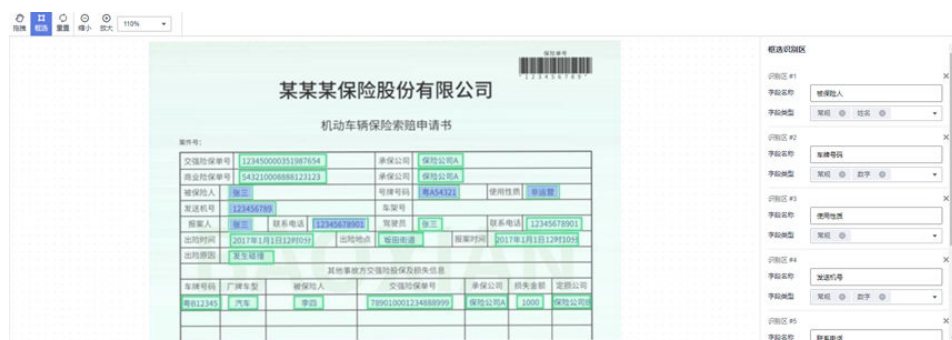 拖拽 框选 重置 缩小 放大 110%
框选识别区
保险单号
*123456789*
某某某保险股份有限公司
机动车辆保险索赔申请书
案件号:
交强险保单号 123450000351987654 承保公司 保险公司A
商业险保单号 543210008888123123 承保公司 保险公司A
被保险人 张三 号牌号码 粤A54321 使用性质 非运营
发送机号 123456789 车架号
报案人 张三 联系电话 12345678901 驾驶员 张三 联系电话 12345678901
出险时间 2017年1月1日12时0分 出险地点 坂田街道 报案时间 2017年1月1日12时10分
出险原因 发生碰撞
BAOXIAN
其他事故方交强险投保及损失信息
车牌号码 厂牌车型 被保险人 交强险保单号 承保公司 损失金额 定损公司
粤B12345 汽车 李四 789010001234888999 保险公司A 1000 保险公司B
识别区 #1
字段名称 被保险人
字段类型 常规 姓名
识别区 #2
字段名称 车牌号码
字段类型 常规 数字
识别区 #3
字段名称 使用性质
字段类型 常规
识别区 #4
字段名称 发送机号
字段类型 常规 数字
识别区 #5
字段名称 联系电话